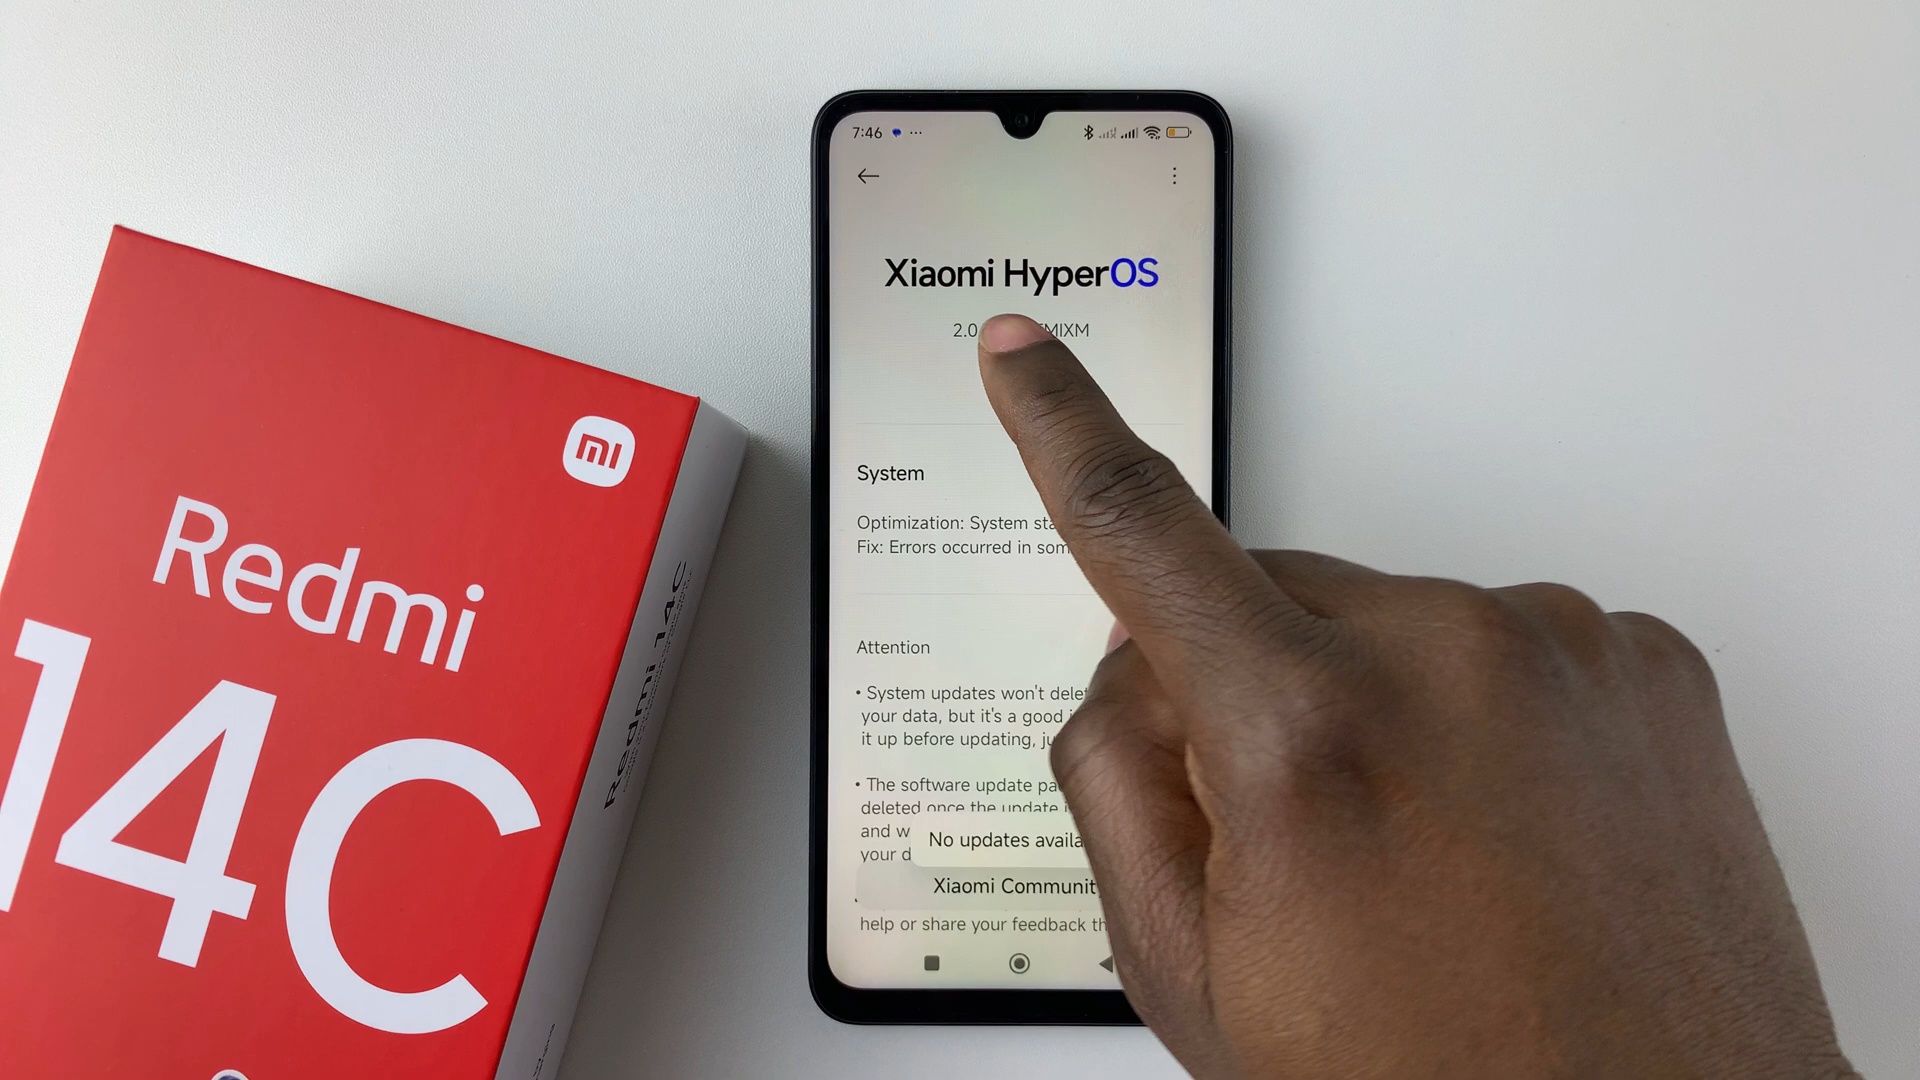 mi
Redmi
14C
Redmi 14C
7:46
Xiaomi HyperOS
2.0 MIXM
System
Optimization: System sta
Fix: Errors occurred in som
Attention
• System updates won't delet
your data, but it's a good i
it up before updating, ju
• The software update pa
deleted once the update i
and w
your d
No updates availa
Xiaomi Communit
help or share your feedback th